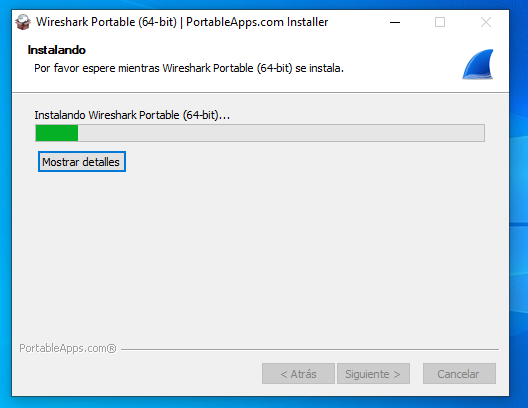 Wireshark Portable (64-bit) | PortableApps.com Installer
Instalando
Por favor espere mientras Wireshark Portable (64-bit) se instala.
Instalando Wireshark Portable (64-bit)...
Mostrar detalles
PortableApps.com®
< Atrás
Siguiente >
Cancelar